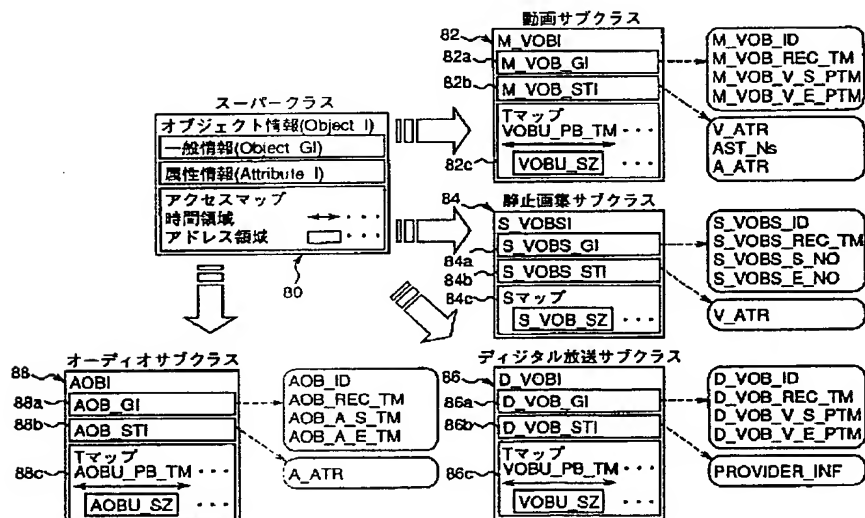 スーパークラス
オブジェクト情報(Object I)
一般情報(Object GI)
属性情報(Attribute I)
アクセスマップ
時間領域 ・・・
アドレス領域 ・・・
80
動画サブクラス
82
M_VOBI
82a
M_VOB_GI
82b
M_VOB_STI
Tマップ
VOBU_PB_TM ・・・
82c
VOBU_SZ ・・・
M_VOB_ID
M_VOB_REC_TM
M_VOB_V_S_PTM
M_VOB_V_E_PTM
V_ATR
AST_Ns
A_ATR
静止画集サブクラス
84
S_VOBSI
84a
S_VOBS_GI
84b
S_VOBS_STI
84c
Sマップ
S_VOB_SZ ・・・
S_VOBS_ID
S_VOBS_REC_TM
S_VOBS_S_NO
S_VOBS_E_NO
V_ATR
オーディオサブクラス
88
AOBI
88a
AOB_GI
88b
AOB_STI
Tマップ
88c
AOBU_PB_TM ・・・
AOBU_SZ ・・・
AOB_ID
AOB_REC_TM
AOB_A_S_TM
AOB_A_E_TM
A_ATR
ディジタル放送サブクラス
86
D_VOBI
86a
D_VOB_GI
86b
D_VOB_STI
Tマップ
86c
VOBU_PB_TM ・・・
VOBU_SZ ・・・
D_VOB_ID
D_VOB_REC_TM
D_VOB_V_S_PTM
D_VOB_V_E_PTM
PROVIDER_INF